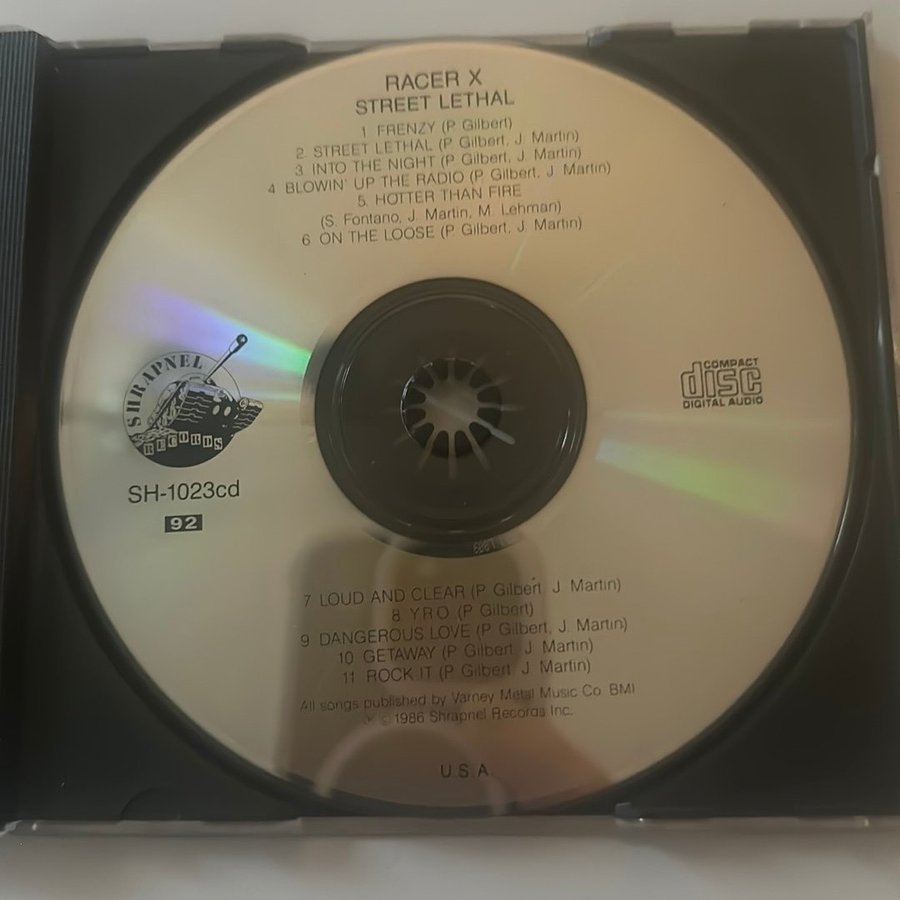 RACER X
STREET LETHAL
1 FRENZY (P. Gilbert)
2. STREET LETHAL (P. Gilbert, J. Martin)
3 INTO THE NIGHT (P. Gilbert, J. Martin)
4 BLOWIN' UP THE RADIO (P. Gilbert, J. Martin)
5. HOTTER THAN FIRE
(S. Fontano, J. Martin, M. Lehman)
6 ON THE LOOSE (P. Gilbert, J. Martin)
SHRAPNEL
RECORDS
SH-1023cd
92
COMPACT
disc
DIGITAL AUDIO
7 LOUD AND CLEAR (P. Gilbert, J. Martin)
8 Y.R.O. (P. Gilbert)
9 DANGEROUS LOVE (P. Gilbert, J. Martin)
10 GETAWAY (P. Gilbert, J. Martin)
11 ROCK IT (P. Gilbert, J. Martin)
All songs published by Varney Metal Music Co. BMI
℗ © 1986 Shrapnel Records Inc.
U.S.A.